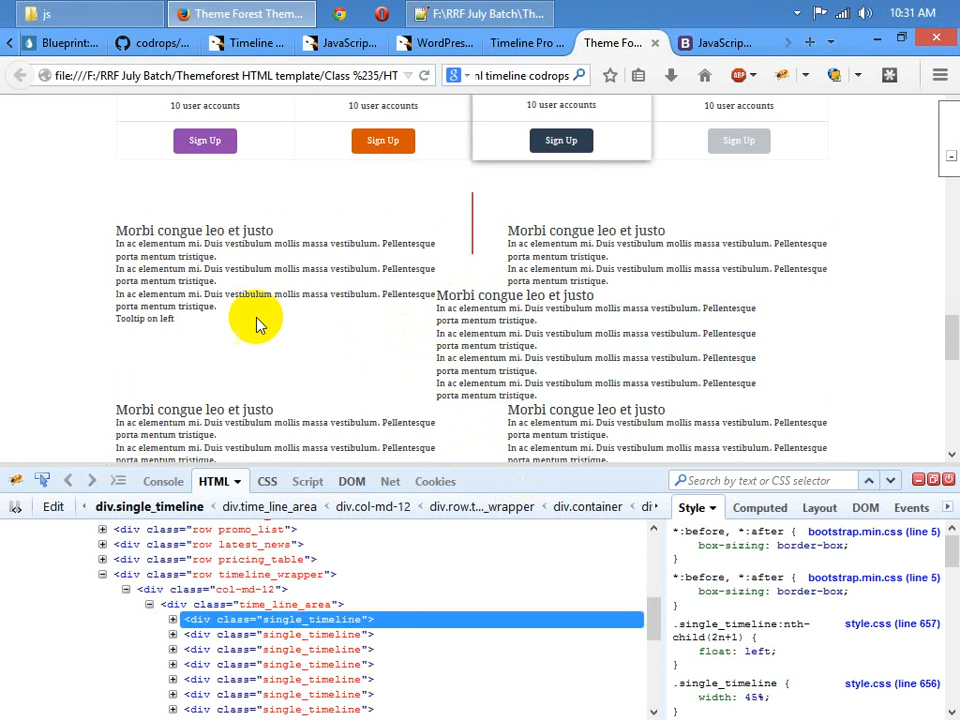 js
Theme Forest Them...
F:\RRF July Batch\Th...
10:31 AM
Blueprint:...
codrops/...
Timeline ...
JavaScrip...
WordPres...
Timeline Pro ...
Theme Fo...
JavaScrip...
file:///F:/RRF July Batch/Themeforest HTML template/Class %235/HT
nl timeline codrops
ABP
10 user accounts
10 user accounts
10 user accounts
10 user accounts
Sign Up
Sign Up
Sign Up
Sign Up
Morbi congue leo et justo
In ac elementum mi. Duis vestibulum mollis massa vestibulum. Pellentesque
porta mentum tristique.
In ac elementum mi. Duis vestibulum mollis massa vestibulum. Pellentesque
porta mentum tristique.
In ac elementum mi. Duis vestibulum mollis massa vestibulum. Pellentesque
porta mentum tristique.
Tooltip on left
Morbi congue leo et justo
In ac elementum mi. Duis vestibulum mollis massa vestibulum. Pellentesque
porta mentum tristique.
In ac elementum mi. Duis vestibulum mollis massa vestibulum. Pellentesque
porta mentum tristique.
Morbi congue leo et justo
In ac elementum mi. Duis vestibulum mollis massa vestibulum. Pellentesque
porta mentum tristique.
In ac elementum mi. Duis vestibulum mollis massa vestibulum. Pellentesque
porta mentum tristique.
In ac elementum mi. Duis vestibulum mollis massa vestibulum. Pellentesque
porta mentum tristique.
In ac elementum mi. Duis vestibulum mollis massa vestibulum. Pellentesque
porta mentum tristique.
Morbi congue leo et justo
In ac elementum mi. Duis vestibulum mollis massa vestibulum. Pellentesque
porta mentum tristique.
In ac elementum mi. Duis vestibulum mollis massa vestibulum. Pellentesque
porta mentum tristique.
Morbi congue leo et justo
In ac elementum mi. Duis vestibulum mollis massa vestibulum. Pellentesque
porta mentum tristique.
In ac elementum mi. Duis vestibulum mollis massa vestibulum. Pellentesque
porta mentum tristique.
Console
HTML
CSS
Script
DOM
Net
Cookies
Search by text or CSS selector
Edit
div.single_timeline
div.time_line_area
div.col-md-12
div.row.t..._wrapper
div.container
di
<div class="row promo_list">
<div class="row latest_news">
<div class="row pricing_table">
<div class="row timeline_wrapper">
<div class="col-md-12">
<div class="time_line_area">
<div class="single_timeline">
<div class="single_timeline">
<div class="single_timeline">
<div class="single_timeline">
<div class="single_timeline">
<div class="single_timeline">
<div class="single_timeline">
Style
Computed
Layout
DOM
Events
*:before, *:after {
bootstrap.min.css (line 5)
box-sizing: border-box;
}
*:before, *:after {
bootstrap.min.css (line 5)
box-sizing: border-box;
}
.single_timeline:nth-
child(2n+1) {
style.css (line 657)
float: left;
}
.single_timeline {
style.css (line 656)
width: 45%;
}